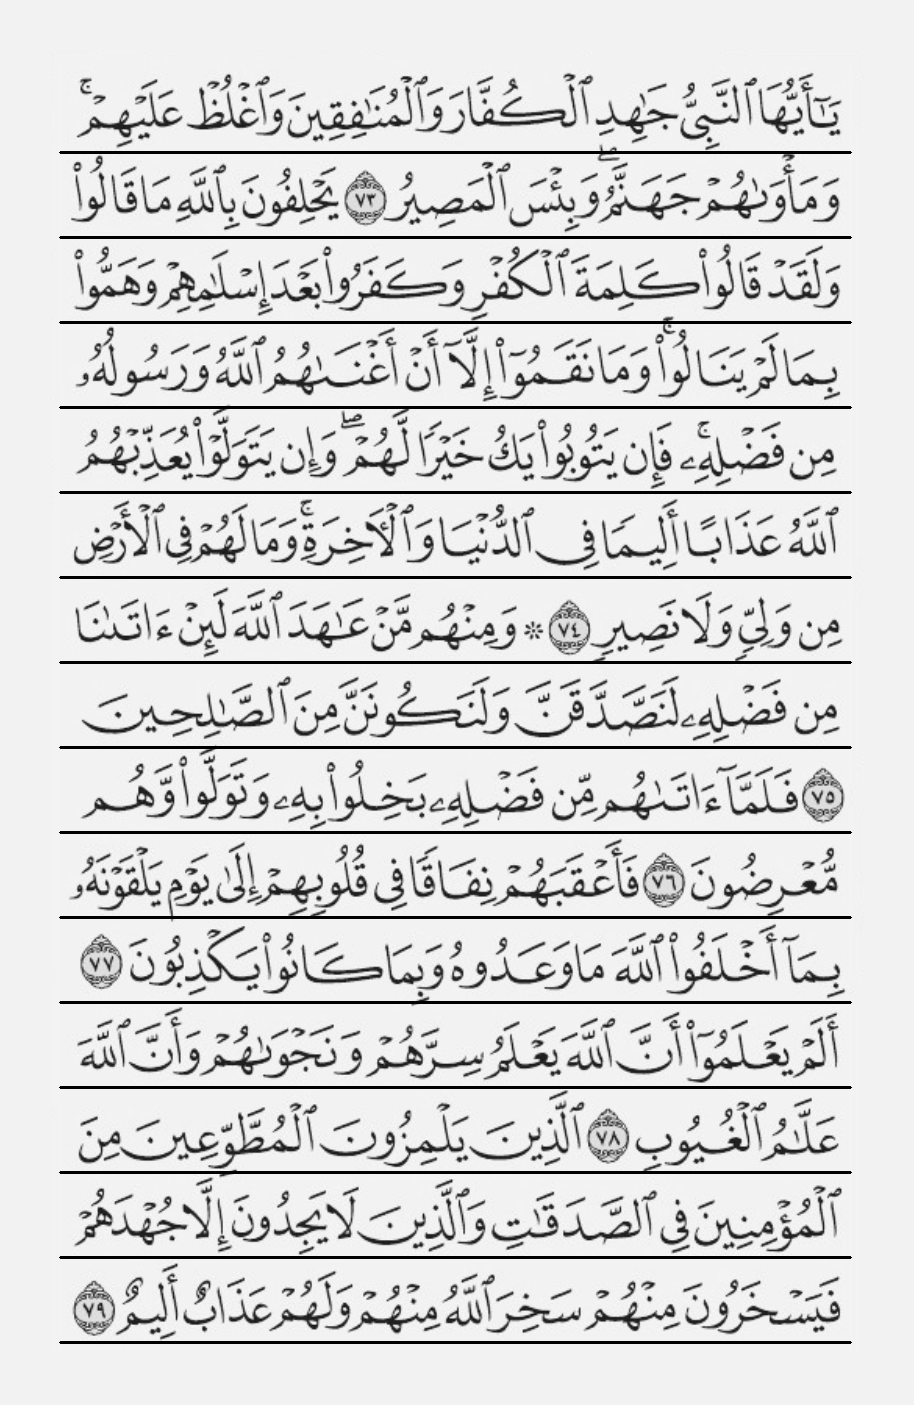 يَٰٓأَيُّهَا ٱلنَّبِيُّ جَٰهِدِ ٱلۡكُفَّارَ وَٱلۡمُنَٰفِقِينَ وَٱغۡلُظۡ عَلَيۡهِمۡۚ
وَمَأۡوَىٰهُمۡ جَهَنَّمُۖ وَبِئۡسَ ٱلۡمَصِيرُ ٧٣ يَحۡلِفُونَ بِٱللَّهِ مَا قَالُواْ
وَلَقَدۡ قَالُواْ كَلِمَةَ ٱلۡكُفۡرِ وَكَفَرُواْ بَعۡدَ إِسۡلَٰمِهِمۡ وَهَمُّواْ
بِمَا لَمۡ يَنَالُواْۚ وَمَا نَقَمُوٓاْ إِلَّآ أَنۡ أَغۡنَىٰهُمُ ٱللَّهُ وَرَسُولُهُۥ
مِن فَضۡلِهِۦۚ فَإِن يَتُوبُواْ يَكُ خَيۡرٗا لَّهُمۡۖ وَإِن يَتَوَلَّوۡاْ يُعَذِّبۡهُمُ
ٱللَّهُ عَذَابًا أَلِيمٗا فِي ٱلدُّنۡيَا وَٱلۡأٓخِرَةِۚ وَمَا لَهُمۡ فِي ٱلۡأَرۡضِ
مِن وَلِيّٖ وَلَا نَصِيرٖ ٧٤ ۞ وَمِنۡهُم مَّنۡ عَٰهَدَ ٱللَّهَ لَئِنۡ ءَاتَىٰنَا
مِن فَضۡلِهِۦ لَنَصَّدَّقَنَّ وَلَنَكُونَنَّ مِنَ ٱلصَّٰلِحِينَ
٧٥ فَلَمَّآ ءَاتَىٰهُم مِّن فَضۡلِهِۦ بَخِلُواْ بِهِۦ وَتَوَلَّواْ وَّهُم
مُّعۡرِضُونَ ٧٦ فَأَعۡقَبَهُمۡ نِفَاقٗا فِي قُلُوبِهِمۡ إِلَىٰ يَوۡمِ يَلۡقَوۡنَهُۥ
بِمَآ أَخۡلَفُواْ ٱللَّهَ مَا وَعَدُوهُ وَبِمَا كَانُواْ يَكۡذِبُونَ ٧٧
أَلَمۡ يَعۡلَمُوٓاْ أَنَّ ٱللَّهَ يَعۡلَمُ سِرَّهُمۡ وَنَجۡوَىٰهُمۡ وَأَنَّ ٱللَّهَ
عَلَّٰمُ ٱلۡغُيُوبِ ٧٨ ٱلَّذِينَ يَلۡمِزُونَ ٱلۡمُطَّوِّعِينَ مِنَ
ٱلۡمُؤۡمِنِينَ فِي ٱلصَّدَقَٰتِ وَٱلَّذِينَ لَا يَجِدُونَ إِلَّا جُهۡدَهُمۡ
فَيَسۡخَرُونَ مِنۡهُمۡ سَخِرَ ٱللَّهُ مِنۡهُمۡ وَلَهُمۡ عَذَابٌ أَلِيمٌ ٧٩